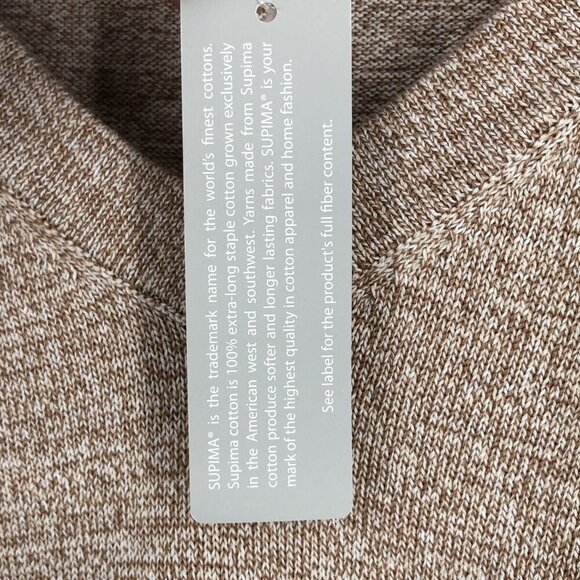 SUPIMA® is the trademark name for the world's finest cottons.
Supima cotton is 100% extra-long staple cotton grown exclusively
in the American west and southwest. Yarns made from Supima
cotton produce softer and longer lasting fabrics. SUPIMA® is your
mark of the highest quality in cotton apparel and home fashion.
See label for the product's full fiber content.